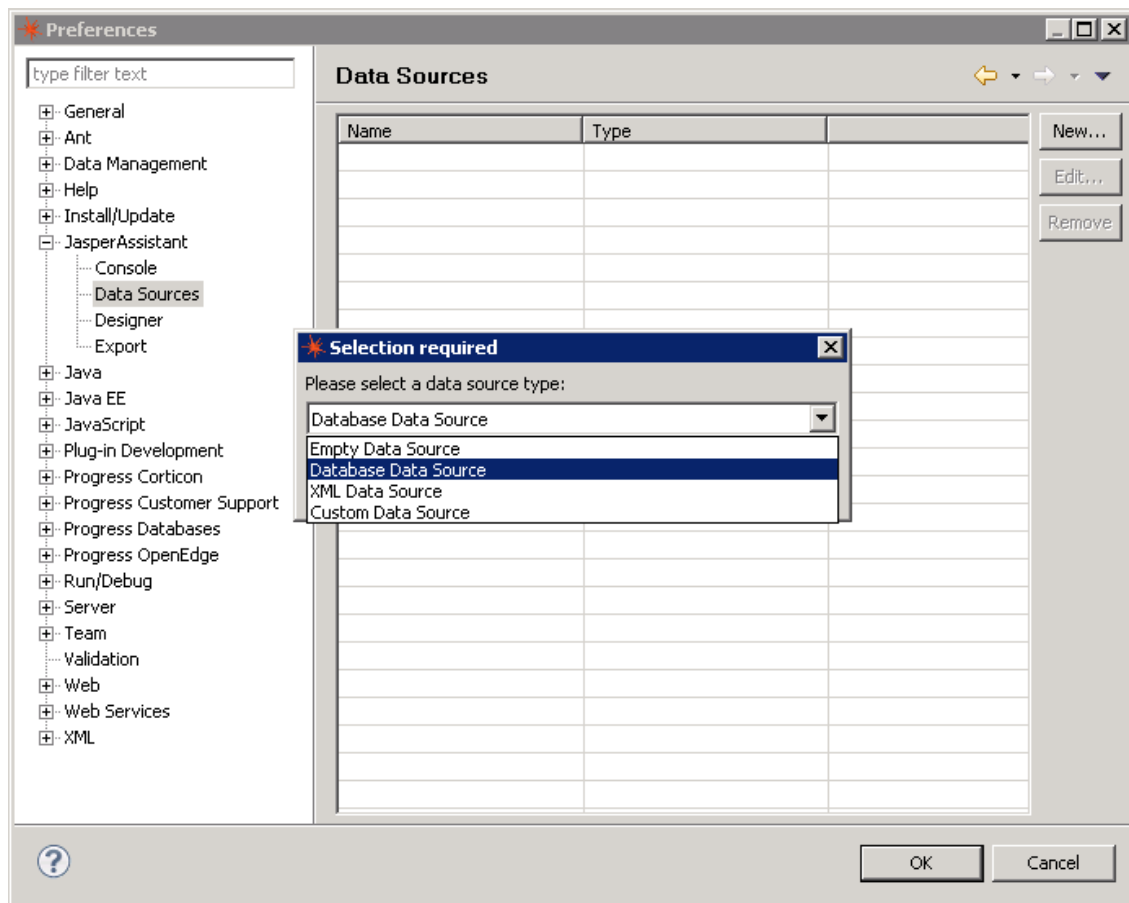 Preferences
type filter text
General
Ant
Data Management
Help
Install/Update
JasperAssistant
Console
Data Sources
Designer
Export
Java
Java EE
JavaScript
Plug-in Development
Progress Corticon
Progress Customer Support
Progress Databases
Progress OpenEdge
Run/Debug
Server
Team
Validation
Web
Web Services
XML
Data Sources
Name Type
New...
Edit...
Remove
Selection required
Please select a data source type:
Database Data Source
Empty Data Source
Database Data Source
XML Data Source
Custom Data Source
?
OK Cancel